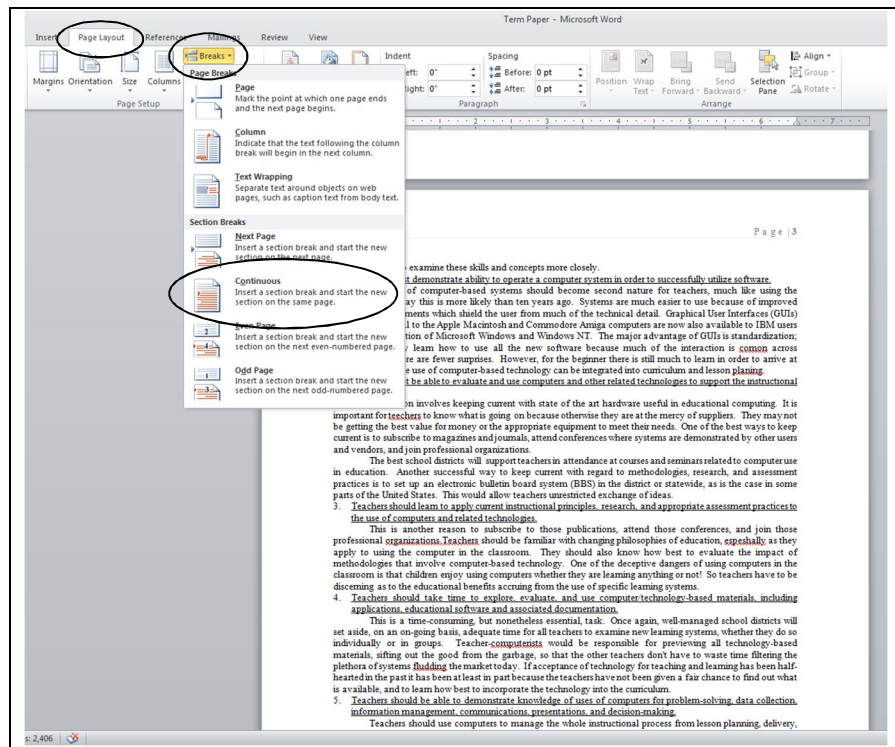 Term Paper - Microsoft Word
Insert Page Layout References Mailings Review View
Breaks
Indent Spacing
Align
Left: 0" Before: 0 pt
Group
Right: 0" After: 0 pt
Rotate
Margins Orientation Size Columns
Position Wrap Text Bring Forward Send Backward Selection Pane
Page Setup Paragraph Arrange
Page Breaks
Page
Mark the point at which one page ends
and the next page begins.
Column
Indicate that the text following the column
break will begin in the next column.
Text Wrapping
Separate text around objects on web
pages, such as caption text from body text.
Section Breaks
Next Page
Insert a section break and start the new
section on the next page.
Continuous
Insert a section break and start the new
section on the same page.
Even Page
Insert a section break and start the new
section on the next even-numbered page.
Odd Page
Insert a section break and start the new
section on the next odd-numbered page.
2 3 4 5 6 7
Page |3
examine these skills and concepts more closely.
demonstrate ability to operate a computer system in order to successfully utilize software.
of computer-based systems should become second nature for teachers, much like using the
ay this is more likely than ten years ago. Systems are much easier to use because of improved
ments which shield the user from much of the technical detail. Graphical User Interfaces (GUIs)
l to the Apple Macintosh and Commodore Amiga computers are now also available to IBM users
tion of Microsoft Windows and Windows NT. The major advantage of GUIs is standardization;
learn how to use all the new software because much of the interaction is comon across
re are fewer surprises. However, for the beginner there is still much to learn in order to arrive at
e use of computer-based technology can be integrated into curriculum and lesson planing.
t be able to evaluate and use computers and other related technologies to support the instructional
on involves keeping current with state of the art hardware useful in educational computing. It is
important for teechers to know what is going on because otherwise they are at the mercy of suppliers. They may not
be getting the best value for money or the appropriate equipment to meet their needs. One of the best ways to keep
current is to subscribe to magazines and journals, attend conferences where systems are demonstrated by other users
and vendors, and join professional organizations.
The best school districts will support teachers in attendance at courses and seminars related to computer use
in education. Another successful way to keep current with regard to methodologies, research, and assessment
practices is to set up an electronic bulletin board system (BBS) in the district or statewide, as is the case in some
parts of the United States. This would allow teachers unrestricted exchange of ideas.
3. Teachers should learn to apply current instructional principles, research, and appropriate assessment practices to
the use of computers and related technologies.
This is another reason to subscribe to those publications, attend those conferences, and join those
professional organizations.Teachers should be familiar with changing philosophies of education, espeshally as they
apply to using the computer in the classroom. They should also know how best to evaluate the impact of
methodologies that involve computer-based technology. One of the deceptive dangers of using computers in the
classroom is that children enjoy using computers whether they are learning anything or not! So teachers have to be
discerning as to the educational benefits accruing from the use of specific learning systems.
4. Teachers should take time to explore, evaluate, and use computer/technology-based materials, including
applications, educational software and associated documentation.
This is a time-consuming, but nonetheless essential, task. Once again, well-managed school districts will
set aside, on an on-going basis, adequate time for all teachers to examine new learning systems, whether they do so
individually or in groups. Teacher-computerists would be responsible for previewing all technology-based
materials, sifting out the good from the garbage, so that the other teachers don't have to waste time filtering the
plethora of systems fludding the market today. If acceptance of technology for teaching and learning has been half-
hearted in the past it has been at least in part because the teachers have not been given a fair chance to find out what
is available, and to learn how best to incorporate the technology into the curriculum.
5. Teachers should be able to demonstrate knowledge of uses of computers for problem-solving, data collection,
information management, communications, presentations, and decision-making.
Teachers should use computers to manage the whole instructional process from lesson planning, delivery,
s: 2,406